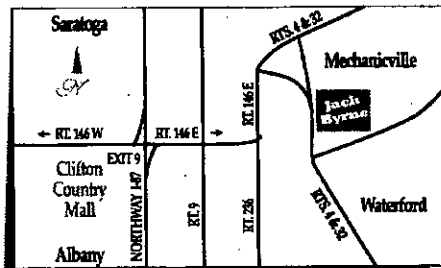 Saratoga
N
RTS. 4 & 32
Mechanicville
RT. 146 E
Jack
Byrne
← RT. 146 W
RT. 146 E →
EXIT 9
Clifton
Country
Mall
NORTHWAY I-87
RT. 9
RT. 236
RTS. 4 & 32
Waterford
Albany